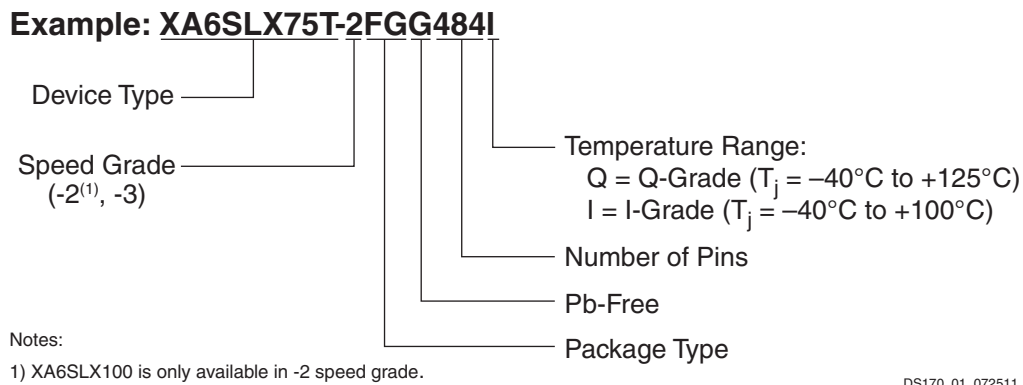 Example: XA6SLX75T-2FGG484I
Device Type
Speed Grade
(-2(1), -3)
Temperature Range:
Q = Q-Grade (Tj = –40°C to +125°C)
I = I-Grade (Tj = –40°C to +100°C)
Number of Pins
Pb-Free
Package Type
Notes:
1) XA6SLX100 is only available in -2 speed grade.
DS170_01_072511